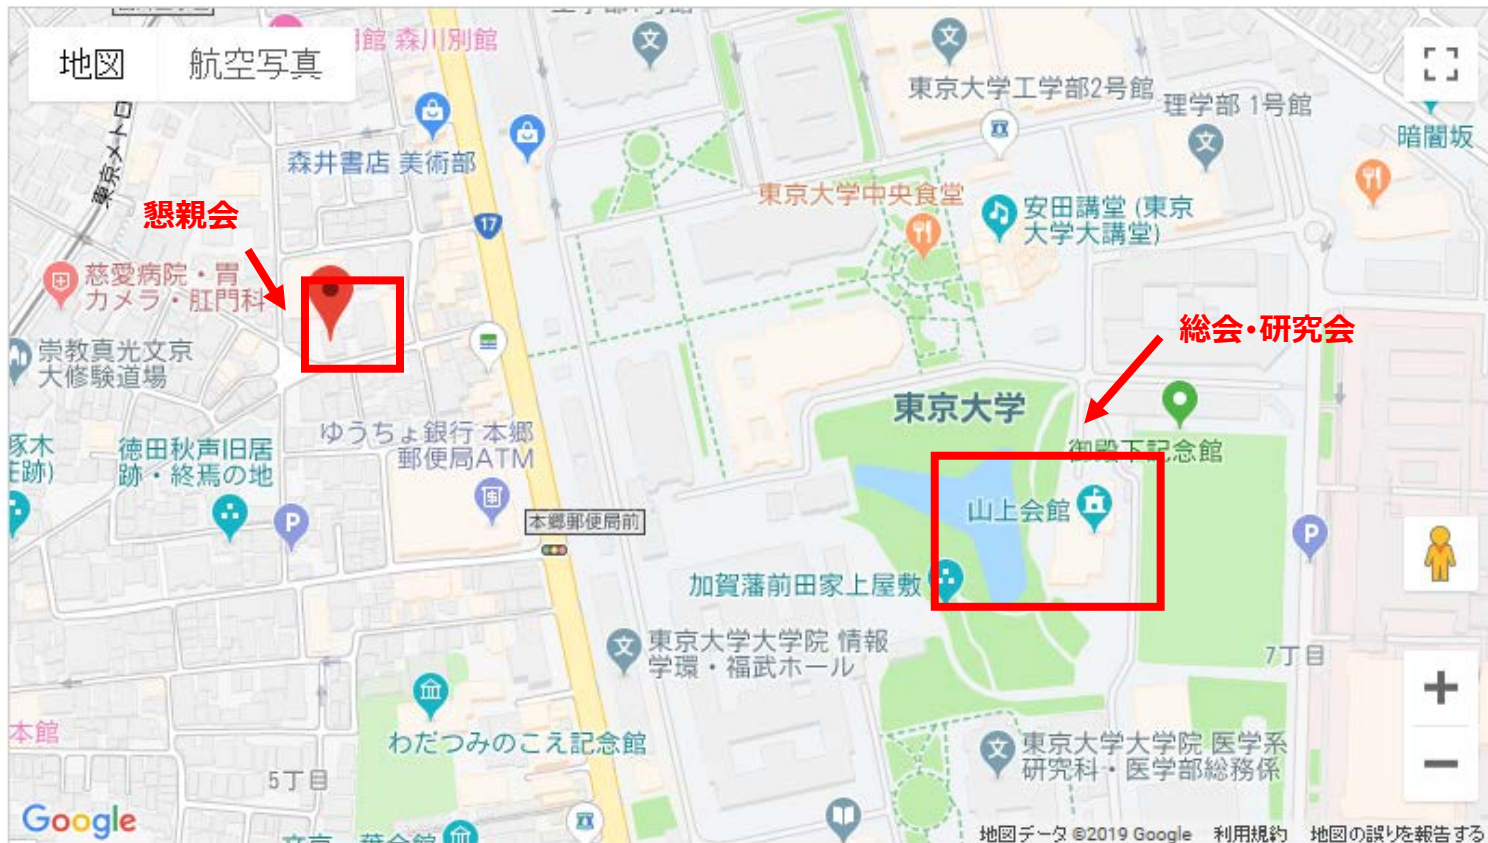 館 森川別館
地図
航空写真
東京メトロ
森井書店 美術部
東京大学工学部2号館
理学部 1号館
暗闇坂
東京大学中央食堂
安田講堂 (東京
大学大講堂)
17
懇親会
慈愛病院・胃
カメラ・肛門科
総会・研究会
崇教真光文京
大修験道場
東京大学
御殿下記念館
ゆうちょ銀行 本郷
郵便局ATM
徳田秋声旧居
跡・終焉の地
跡)
P
本郷郵便局前
山上会館
P
加賀藩前田家上屋敷
東京大学大学院 情報
学環・福武ホール
7丁目
本館
わだつみのこえ記念館
東京大学大学院 医学系
研究科・医学部総務係
5丁目
Google
地図データ ©2019 Google 利用規約 地図の誤りを報告する